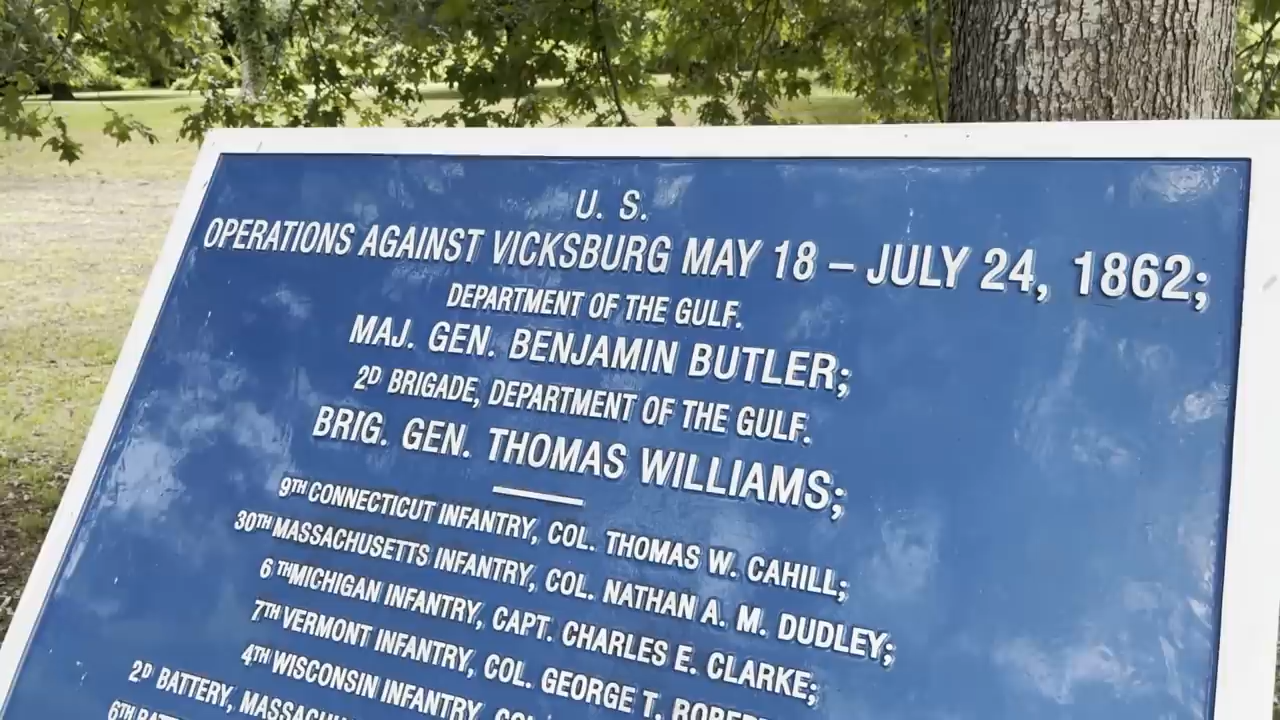 U. S.
OPERATIONS AGAINST VICKSBURG MAY 18 – JULY 24, 1862;
DEPARTMENT OF THE GULF.
MAJ. GEN. BENJAMIN BUTLER;
2D BRIGADE, DEPARTMENT OF THE GULF.
BRIG. GEN. THOMAS WILLIAMS;
9TH CONNECTICUT INFANTRY, COL. THOMAS W. CAHILL;
30TH MASSACHUSETTS INFANTRY, COL. NATHAN A. M. DUDLEY;
6TH MICHIGAN INFANTRY, CAPT. CHARLES E. CLARKE;
7TH VERMONT INFANTRY, COL. GEORGE T.
4TH WISCONSIN INFANTRY,
2D BATTERY,
6TH